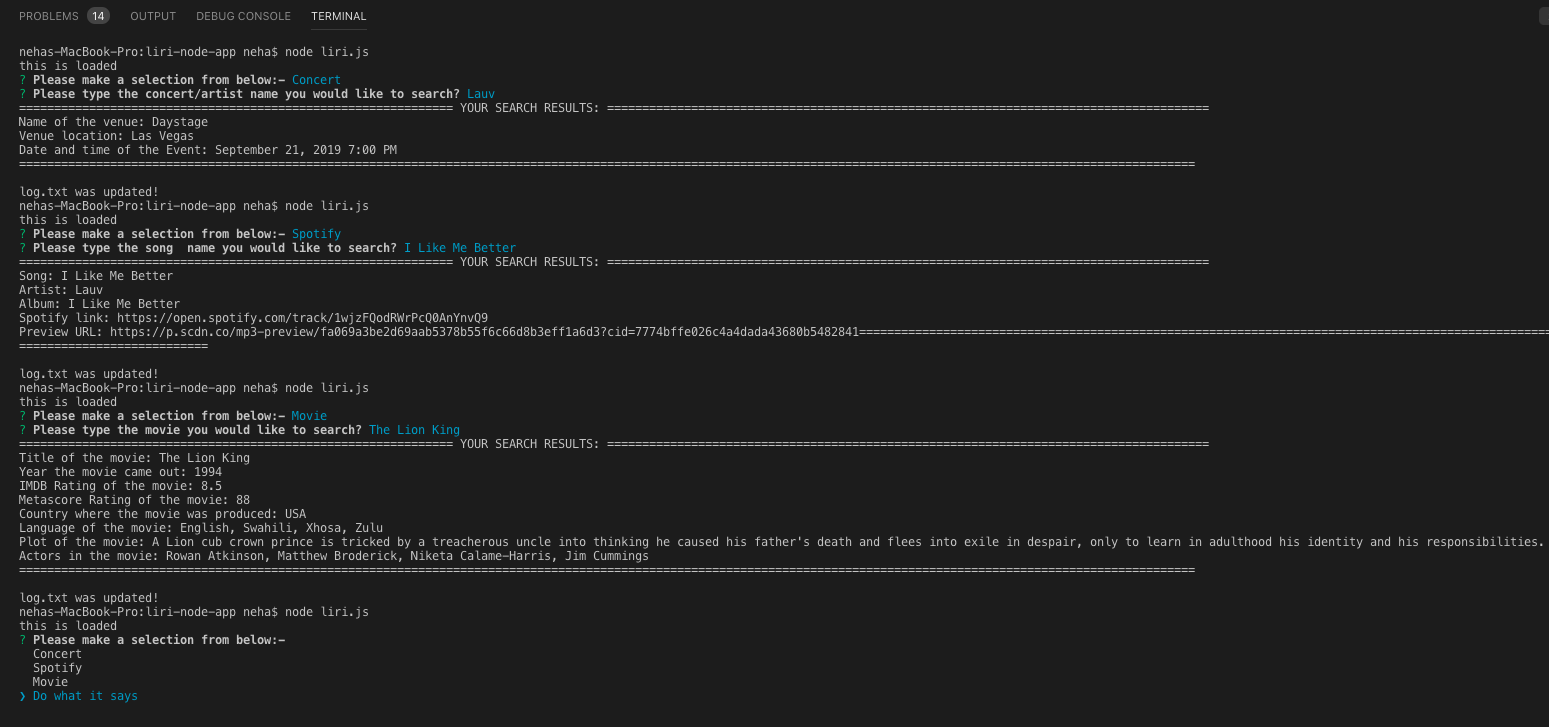 PROBLEMS 14 OUTPUT DEBUG CONSOLE TERMINAL
nehas-MacBook-Pro:liri-node-app neha$ node liri.js
this is loaded
? Please make a selection from below:- Concert
? Please type the concert/artist name you would like to search? Lauv
============================================================== YOUR SEARCH RESULTS: ======================================================================================
Name of the venue: Daystage
Venue location: Las Vegas
Date and time of the Event: September 21, 2019 7:00 PM
========================================================================================================================================================================
log.txt was updated!
nehas-MacBook-Pro:liri-node-app neha$ node liri.js
this is loaded
? Please make a selection from below:- Spotify
? Please type the song  name you would like to search? I Like Me Better
============================================================== YOUR SEARCH RESULTS: ======================================================================================
Song: I Like Me Better
Artist: Lauv
Album: I Like Me Better
Spotify link: https://open.spotify.com/track/1wjzFQodRWrPcQ0AnYnvQ9
Preview URL: https://p.scdn.co/mp3-preview/fa069a3be2d69aab5378b55f6c66d8b3eff1a6d3?cid=7774bffe026c4a4dada43680b5482841===================================================================================================
===========================
log.txt was updated!
nehas-MacBook-Pro:liri-node-app neha$ node liri.js
this is loaded
? Please make a selection from below:- Movie
? Please type the movie you would like to search? The Lion King
============================================================== YOUR SEARCH RESULTS: ======================================================================================
Title of the movie: The Lion King
Year the movie came out: 1994
IMDB Rating of the movie: 8.5
Metascore Rating of the movie: 88
Country where the movie was produced: USA
Language of the movie: English, Swahili, Xhosa, Zulu
Plot of the movie: A Lion cub crown prince is tricked by a treacherous uncle into thinking he caused his father's death and flees into exile in despair, only to learn in adulthood his identity and his responsibilities.
Actors in the movie: Rowan Atkinson, Matthew Broderick, Niketa Calame-Harris, Jim Cummings
========================================================================================================================================================================
log.txt was updated!
nehas-MacBook-Pro:liri-node-app neha$ node liri.js
this is loaded
? Please make a selection from below:-
Concert
Spotify
Movie
❯ Do what it says